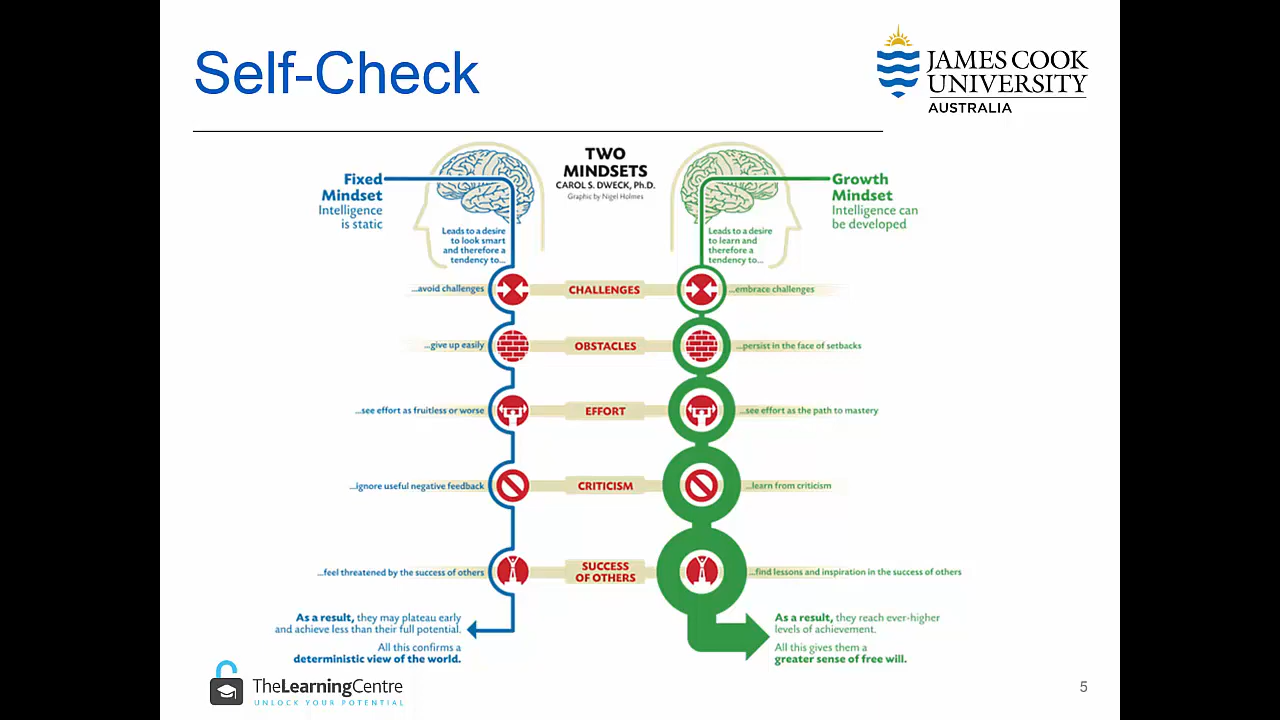 Self-Check
JAMES COOK
UNIVERSITY
AUSTRALIA
TWO
MINDSETS
CAROL S. DWECK, Ph.D.
Graphic by Nigel Holmes
Fixed
Mindset
Intelligence
is static
Growth
Mindset
Intelligence can
be developed
Leads to a desire
to look smart
and therefore a
tendency to...
Leads to a desire
to learn and
therefore a
tendency to...
...avoid challenges
CHALLENGES
...embrace challenges
...give up easily
OBSTACLES
...persist in the face of setbacks
...see effort as fruitless or worse
EFFORT
...see effort as the path to mastery
...ignore useful negative feedback
CRITICISM
...learn from criticism
...feel threatened by the success of others
SUCCESS
OF OTHERS
...find lessons and inspiration in the success of others
As a result, they may plateau early
and achieve less than their full potential.
All this confirms a
deterministic view of the world.
As a result, they reach ever-higher
levels of achievement.
All this gives them a
greater sense of free will.
TheLearningCentre
UNLOCK YOUR POTENTIAL
5